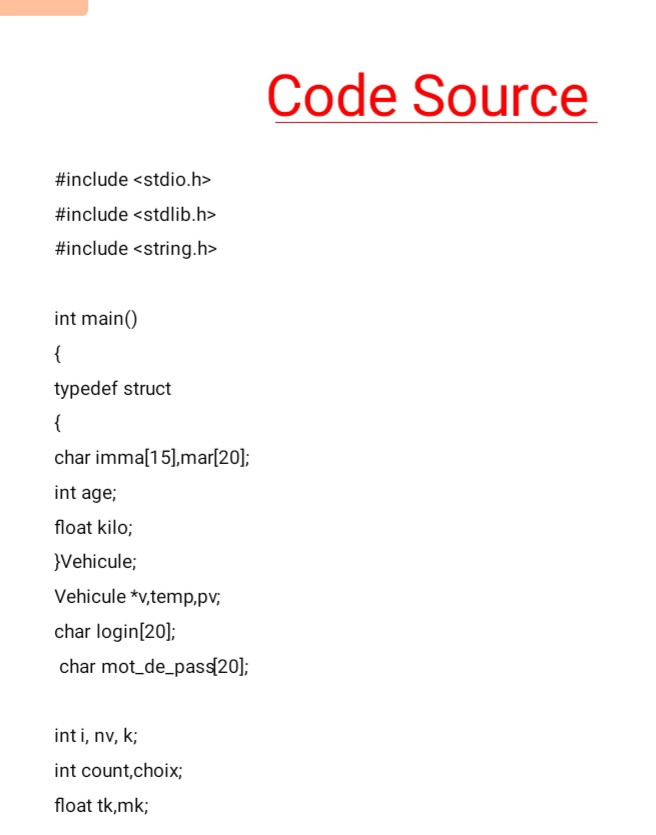 Code Source
#include <stdio.h>
#include <stdlib.h>
#include <string.h>
int main()
{
typedef struct
{
char imma[15],mar[20];
int age;
float kilo;
}Vehicule;
Vehicule *v,temp,pv;
char login[20];
char mot_de_pass[20];
int i, nv, k;
int count,choix;
float tk,mk;